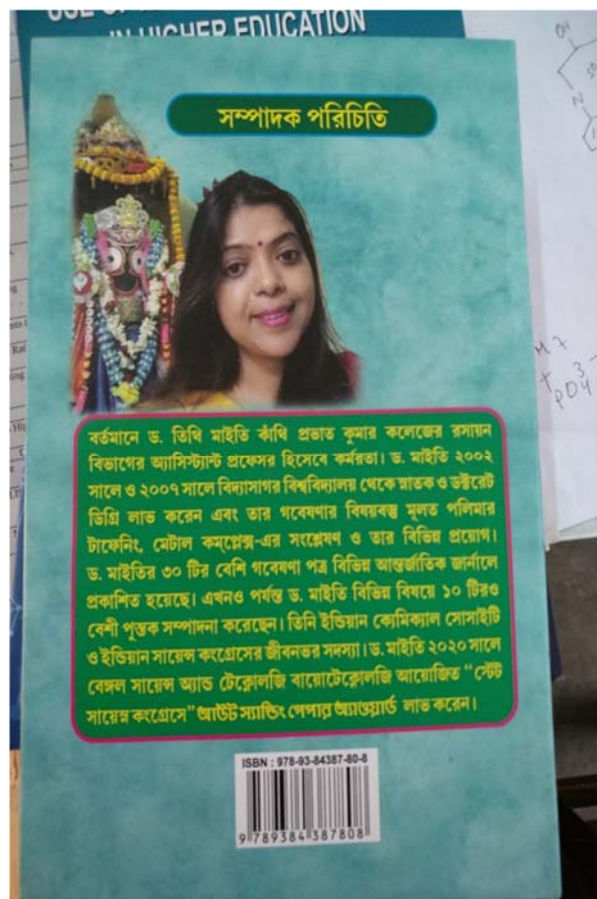 IN HIGHER EDUCATION
সম্পাদক পরিচিতি
বর্তমানে ড. তিথি মাইতি কাঁথি প্রভাত কুমার কলেজের রসায়ন
বিভাগের অ্যাসিস্ট্যান্ট প্রফেসর হিসেবে কর্মরতা। ড. মাইতি ২০০২
সালে ও ২০০৭ সালে বিদ্যাসাগর বিশ্ববিদ্যালয় থেকে স্নাতক ও ডক্টরেট
ডিগ্রি লাভ করেন এবং তার গবেষণার বিষয়বস্তু মূলত পলিমার
টাফেনিং, মেটাল কম্‌প্লেক্স-এর সংশ্লেষণ ও তার বিভিন্ন প্রয়োগ।
ড. মাইতির ৩০ টির বেশি গবেষণা পত্র বিভিন্ন আন্তর্জাতিক জার্নালে
প্রকাশিত হয়েছে। এখনও পর্যন্ত ড. মাইতি বিভিন্ন বিষয়ে ১০ টিরও
বেশী পুস্তক সম্পাদনা করেছেন। তিনি ইন্ডিয়ান ক্যেমিক্যাল সোসাইটি
ও ইন্ডিয়ান সায়েন্স কংগ্রেসের জীবনভর সদস্যা। ড. মাইতি ২০২০ সালে
বেঙ্গল সায়েন্স অ্যান্ড টেক্নোলজি বায়োটেক্নোলজি আয়োজিত “স্টেট
সায়েন্স কংগ্রেসে” আউট স্যান্ডিং পেপার অ্যাওয়ার্ড লাভ করেন।
ISBN : 978-93-84387-80-8
9 789384 387808